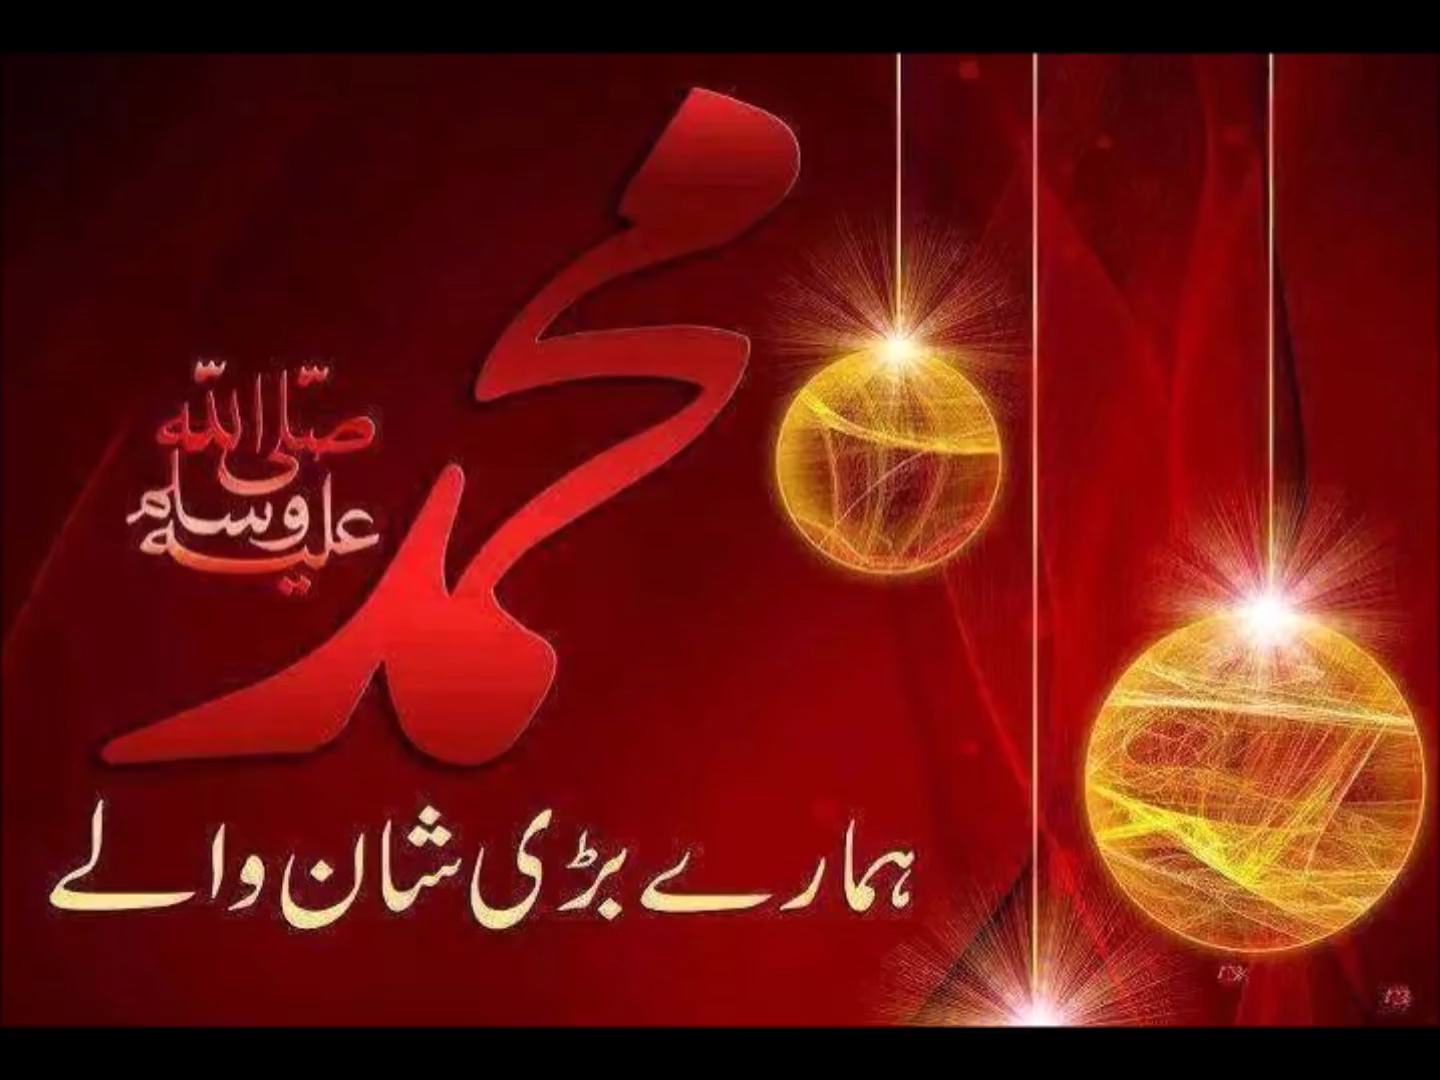 محمد
صلی اللہ
علیہ وسلم
ہمارے بڑی شان والے